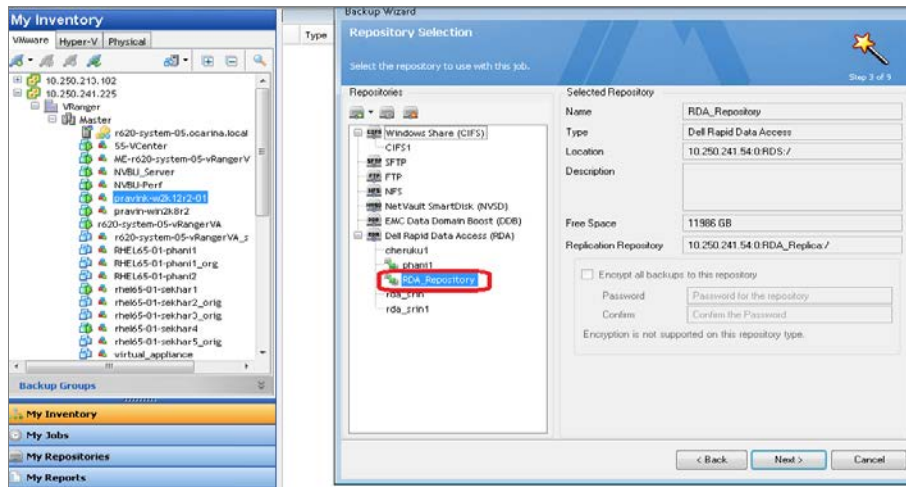 My Inventory
VMware Hyper-V Physical
10.250.213.102
10.250.241.225
VRanger
Master
r620-system-05.ocarina.local
55-VCenter
ME-r620-system-05-vRangerV
NVBU_Server
NVBU-Perf
pravink-w2k12r2-01
pravin-win2k8r2
r620-system-05-vRangerVA
r620-system-05-vRangerVA_s
RHEL65-01-phani1
RHEL65-01-phani1_org
RHEL65-01-phani2
rhel65-01-sekhar1
rhel65-01-sekhar2_orig
rhel65-01-sekhar3_orig
rhel65-01-sekhar4
rhel65-01-sekhar5_orig
virtual_appliance
Backup Groups
My Inventory
My Jobs
My Repositories
My Reports
Type
Backup Wizard
Repository Selection
Select the repository to use with this job.
Step 3 of 5
Repositories
Windows Share (CIFS)
CIFS1
SFTP
FTP
NFS
NetVault SmartDisk (NVSD)
EMC Data Domain Boost (DDB)
Dell Rapid Data Access (RDA)
cheruku1
phani1
RDA_Repository
rda_srin
rda_srin1
Selected Repository
Name RDA_Repository
Type Dell Rapid Data Access
Location 10.250.241.54:0:RDS:/
Description
Free Space 11986 GB
Replication Repository 10.250.241.54:0:RDA_Replica:/
Encrypt all backups to this repository
Password Password for the repository
Confirm Confirm the Password
Encryption is not supported on this repository type.
< Back Next > Cancel